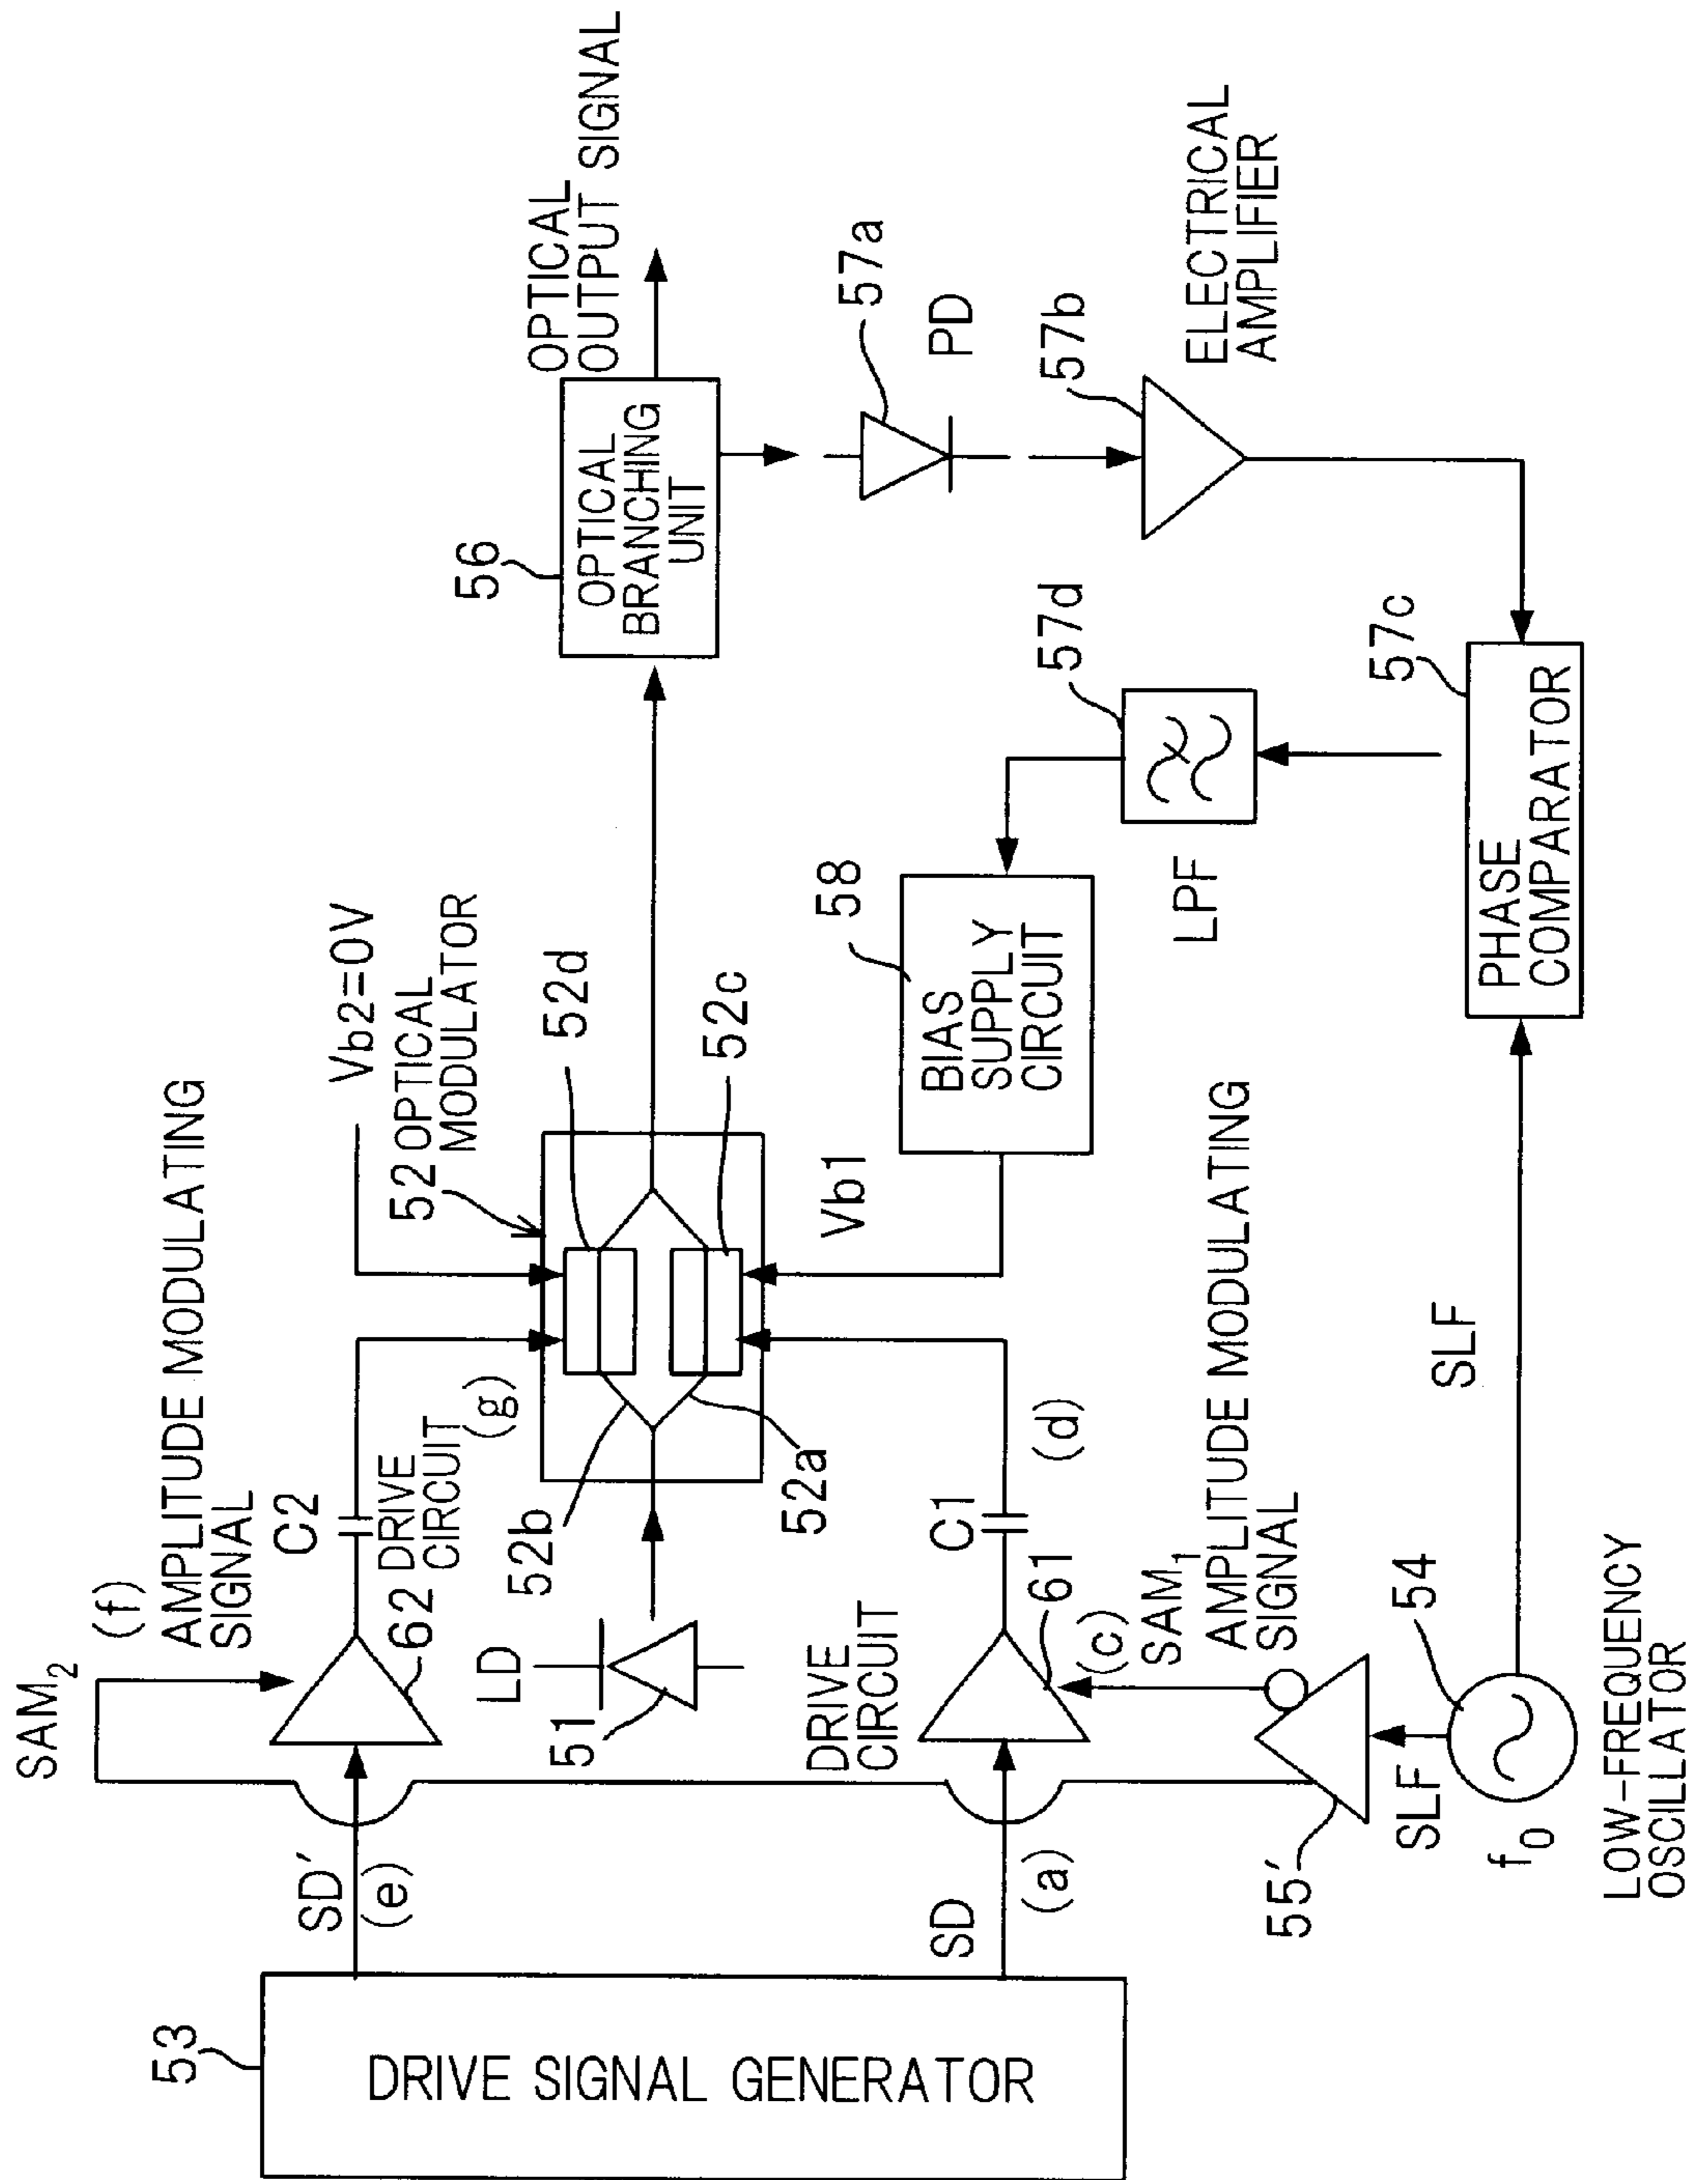 SAM2
(f)
AMPLITUDE MODULATING
SIGNAL
Vb2=0V
53
SD'
(e)
62
C2
DRIVE
CIRCUIT
(g)
52
OPTICAL
MODULATOR
52d
52c
52b
52a
LD
51
56
OPTICAL
BRANCHING
UNIT
OPTICAL
OUTPUT SIGNAL
57a
PD
57b
ELECTRICAL
AMPLIFIER
DRIVE SIGNAL GENERATOR
SD
(a)
DRIVE
CIRCUIT
61
C1
(d)
Vb1
58
BIAS
SUPPLY
CIRCUIT
57d
LPF
(c)
SAM1
AMPLITUDE MODULATING
SIGNAL
55'
SLF
54
f0
LOW-FREQUENCY
OSCILLATOR
SLF
57c
PHASE
COMPARATOR